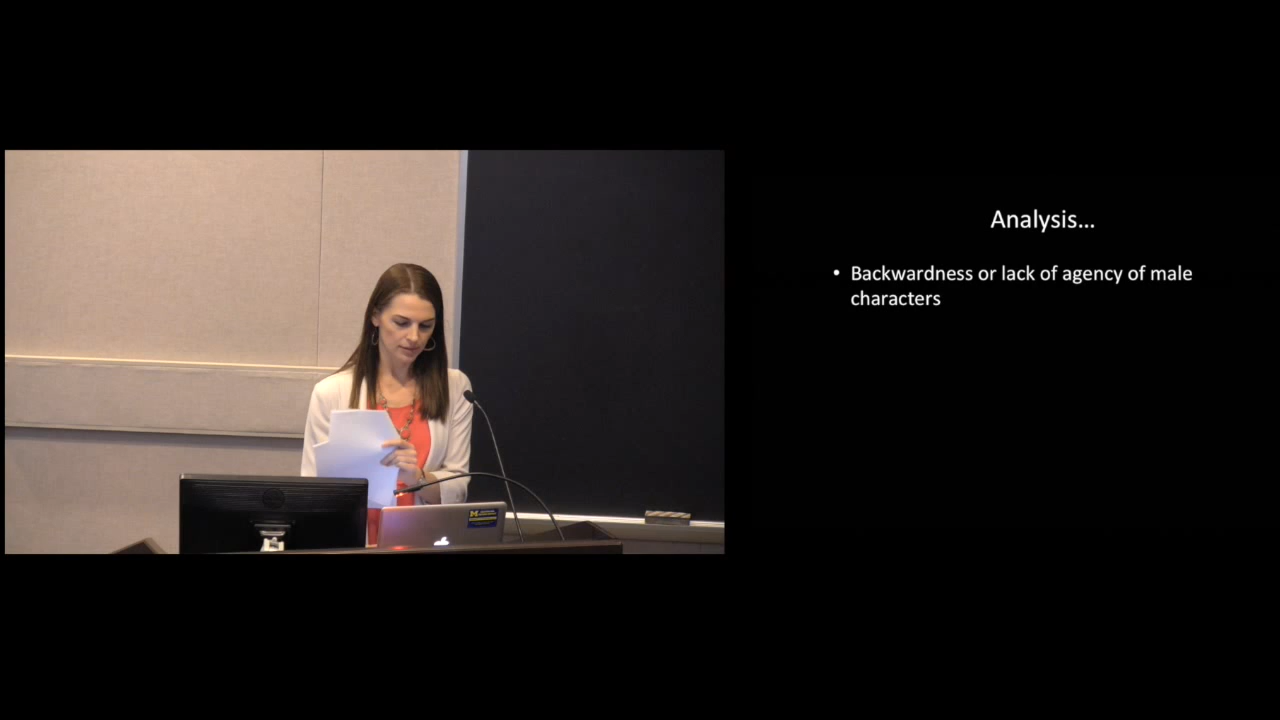 Analysis...
• Backwardness or lack of agency of male
characters
M